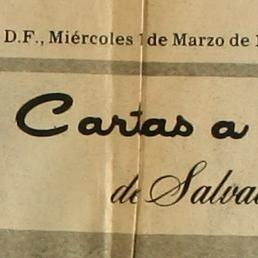 D.F., Miércoles 1 de Marzo de
Cartas a
de Salva